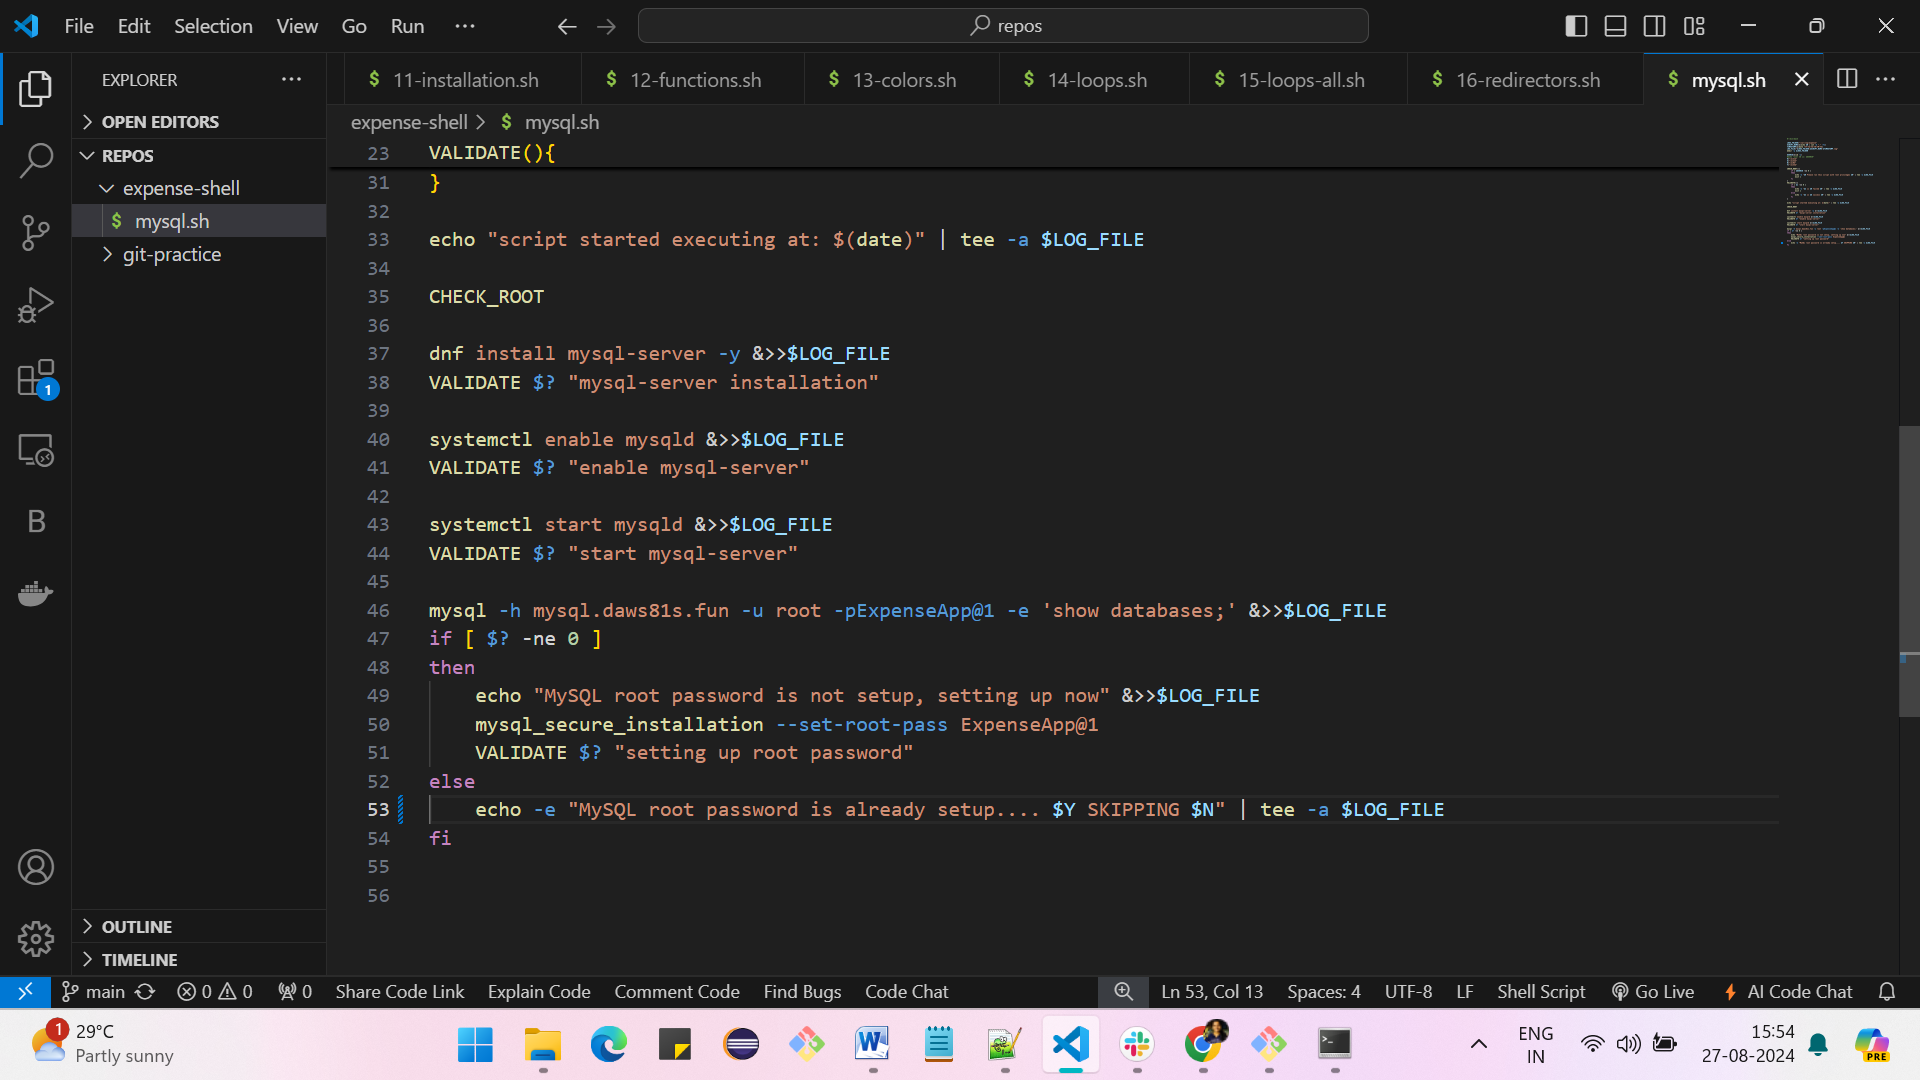 File Edit Selection View Go Run ··· repos
EXPLORER ···
$ 11-installation.sh $ 12-functions.sh $ 13-colors.sh $ 14-loops.sh $ 15-loops-all.sh $ 16-redirectors.sh $ mysql.sh
OPEN EDITORS
REPOS
expense-shell
$ mysql.sh
git-practice
OUTLINE
TIMELINE
1
B
expense-shell > $ mysql.sh
23 VALIDATE(){
31 }
32
33 echo "script started executing at: $(date)" | tee -a $LOG_FILE
34
35 CHECK_ROOT
36
37 dnf install mysql-server -y &>>$LOG_FILE
38 VALIDATE $? "mysql-server installation"
39
40 systemctl enable mysqld &>>$LOG_FILE
41 VALIDATE $? "enable mysql-server"
42
43 systemctl start mysqld &>>$LOG_FILE
44 VALIDATE $? "start mysql-server"
45
46 mysql -h mysql.daws81s.fun -u root -pExpenseApp@1 -e 'show databases;' &>>$LOG_FILE
47 if [ $? -ne 0 ]
48 then
49 echo "MySQL root password is not setup, setting up now" &>>$LOG_FILE
50 mysql_secure_installation --set-root-pass ExpenseApp@1
51 VALIDATE $? "setting up root password"
52 else
53 echo -e "MySQL root password is already setup.... $Y SKIPPING $N" | tee -a $LOG_FILE
54 fi
55
56
main 0 0 0 Share Code Link Explain Code Comment Code Find Bugs Code Chat Ln 53, Col 13 Spaces: 4 UTF-8 LF Shell Script Go Live AI Code Chat
1 29°C
Partly sunny
ENG
IN
15:54
27-08-2024
PRE